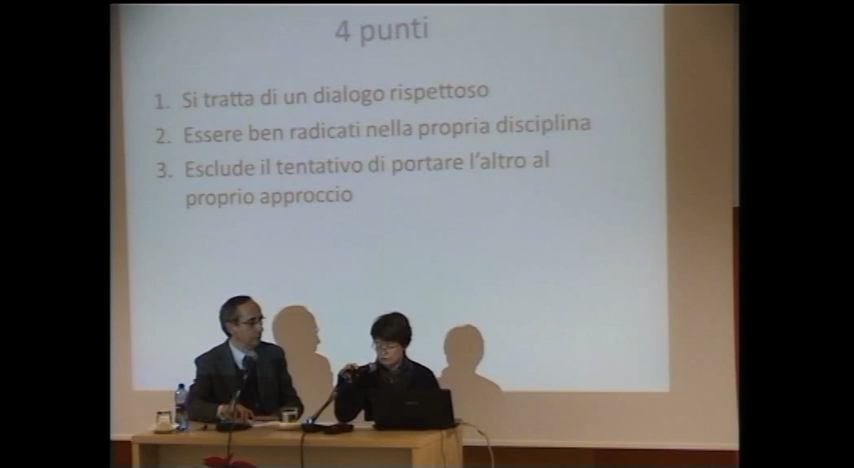 4 punti
1. Si tratta di un dialogo rispettoso
2. Essere ben radicati nella propria disciplina
3. Esclude il tentativo di portare l'altro al
proprio approccio